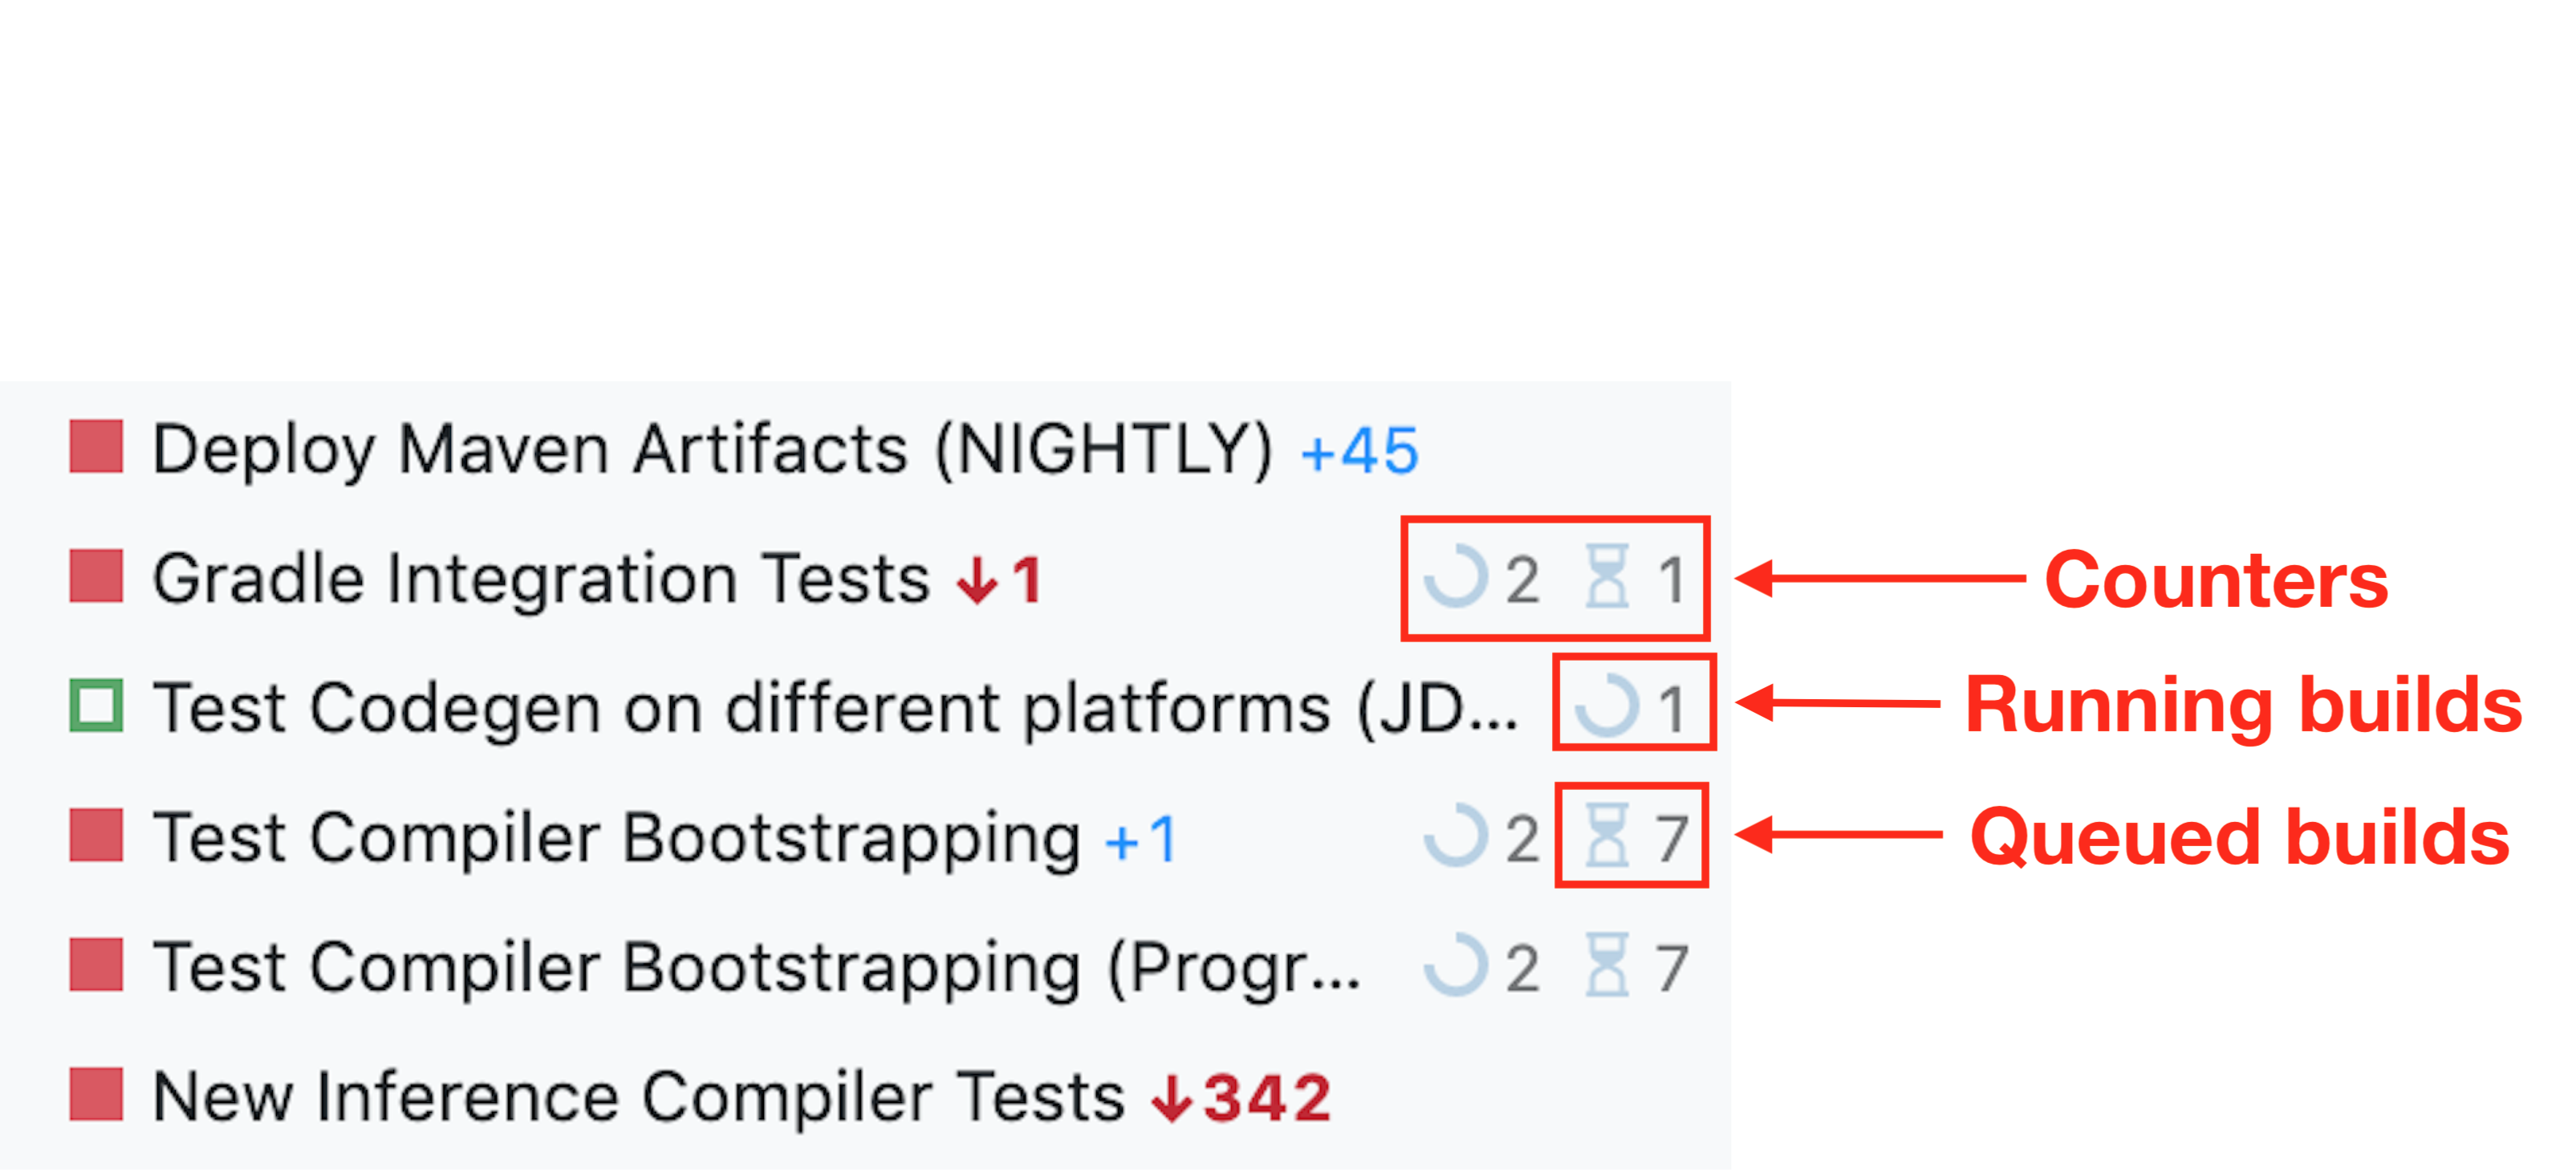 Deploy Maven Artifacts (NIGHTLY) +45
Gradle Integration Tests ↓1 2 1 Counters
Test Codegen on different platforms (JD... 1 Running builds
Test Compiler Bootstrapping +1 2 7 Queued builds
Test Compiler Bootstrapping (Progr... 2 7
New Inference Compiler Tests ↓342